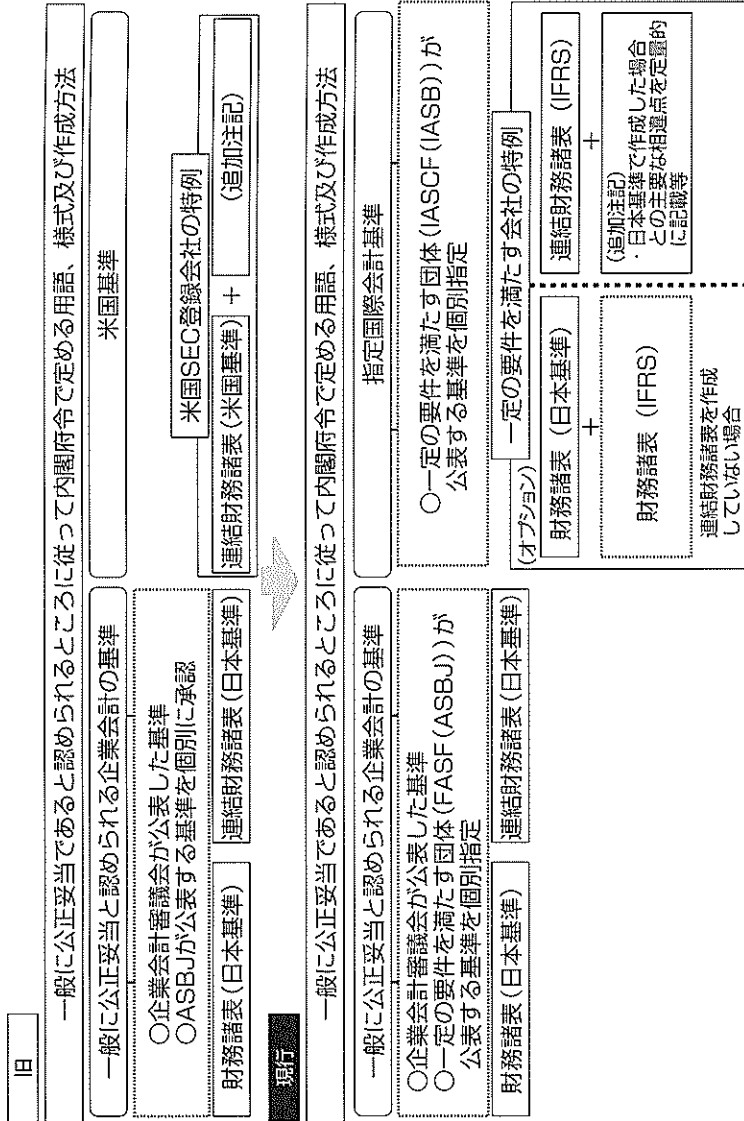 旧
一般に公正妥当であると認められるところに従って内閣府令で定める用語、様式及び作成方法
一般に公正妥当と認められる企業会計の基準
○企業会計審議会が公表した基準
○ASBJが公表する基準を個別に承認
財務諸表(日本基準)
連結財務諸表(日本基準)
米国基準
米国SEC登録会社の特例
連結財務諸表(米国基準)
+
(追加注記)
現行
一般に公正妥当であると認められるところに従って内閣府令で定める用語、様式及び作成方法
一般に公正妥当と認められる企業会計の基準
○企業会計審議会が公表した基準
○一定の要件を満たす団体(FASF(ASBJ))が
公表する基準を個別指定
財務諸表(日本基準)
連結財務諸表(日本基準)
指定国際会計基準
○一定の要件を満たす団体(IASCF(IASB))が
公表する基準を個別指定
一定の要件を満たす会社の特例
(オプション)
財務諸表(日本基準)
+
財務諸表(IFRS)
連結財務諸表を作成
していない場合
連結財務諸表(IFRS)
+
(追加注記)
・日本基準で作成した場合
との主要な相違点を定量的
に記載等